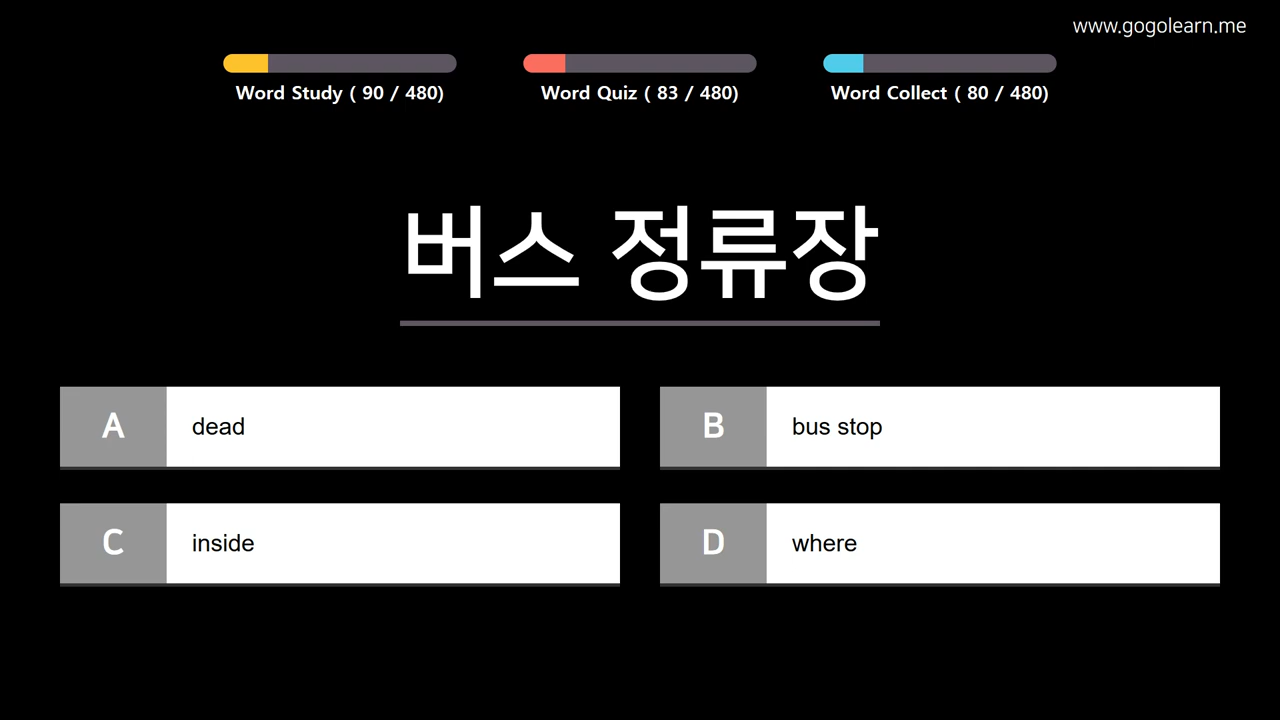 www.gogolearn.me
Word Study ( 90 / 480)
Word Quiz ( 83 / 480)
Word Collect ( 80 / 480)
버스 정류장
A dead
B bus stop
C inside
D where